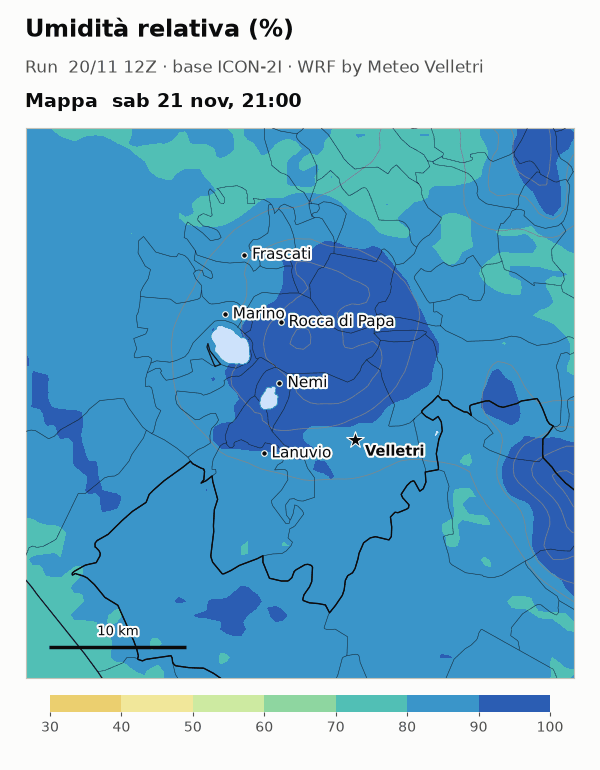 Umidità relativa (%)
Run  20/11 12Z · base ICON-2I · WRF by Meteo Velletri
Mappa  sab 21 nov, 21:00
Frascati
Marino
Rocca di Papa
Nemi
Velletri
Lanuvio
10 km
30 40 50 60 70 80 90 100